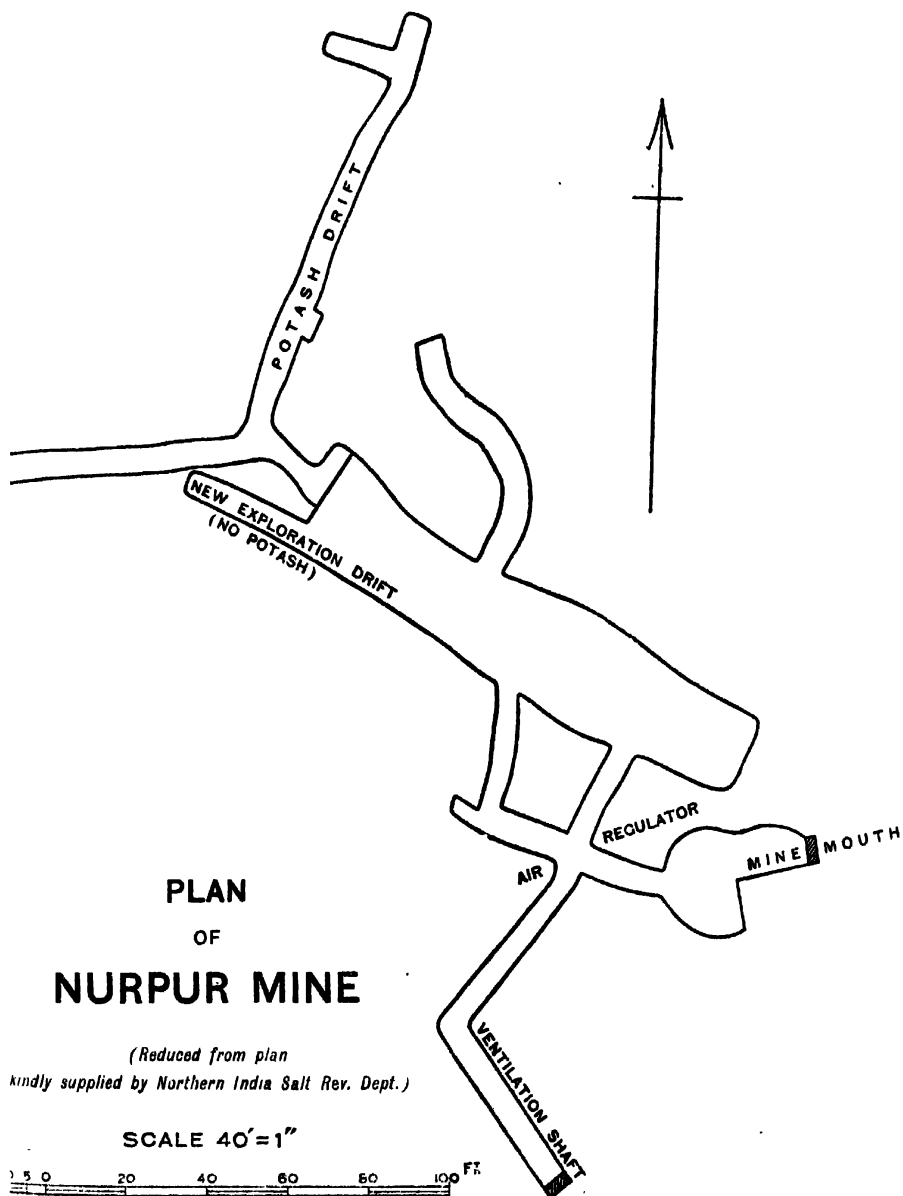 POTASH DRIFT
NEW EXPLORATION DRIFT
(NO POTASH)
REGULATOR
AIR
MINE MOUTH
VENTILATION SHAFT
PLAN
OF
NURPUR MINE
(Reduced from plan
kindly supplied by Northern India Salt Rev. Dept.)
SCALE 40′=1″
5 0 20 40 60 80 100 FT